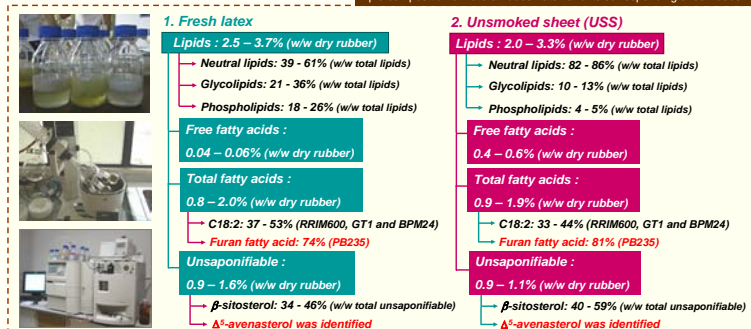 1. Fresh latex
Lipids : 2.5 – 3.7% (w/w dry rubber)
Neutral lipids: 39 - 61% (w/w total lipids)
Glycolipids: 21 - 36% (w/w total lipids)
Phospholipids: 18 - 26% (w/w total lipids)
Free fatty acids :
0.04 – 0.06% (w/w dry rubber)
Total fatty acids :
0.8 – 2.0% (w/w dry rubber)
C18:2: 37 - 53% (RRIM600, GT1 and BPM24)
Furan fatty acid: 74% (PB235)
Unsaponifiable :
0.9 – 1.6% (w/w dry rubber)
β-sitosterol: 34 - 46% (w/w total unsaponifiable)
Δ⁵-avenasterol was identified
2. Unsmoked sheet (USS)
Lipids : 2.0 – 3.3% (w/w dry rubber)
Neutral lipids: 82 - 86% (w/w total lipids)
Glycolipids: 10 - 13% (w/w total lipids)
Phospholipids: 4 - 5% (w/w total lipids)
Free fatty acids :
0.4 – 0.6% (w/w dry rubber)
Total fatty acids :
0.9 – 1.9% (w/w dry rubber)
C18:2: 33 - 44% (RRIM600, GT1 and BPM24)
Furan fatty acid: 81% (PB235)
Unsaponifiable :
0.9 – 1.1% (w/w dry rubber)
β-sitosterol: 40 - 59% (w/w total unsaponifiable)
Δ⁵-avenasterol was identified